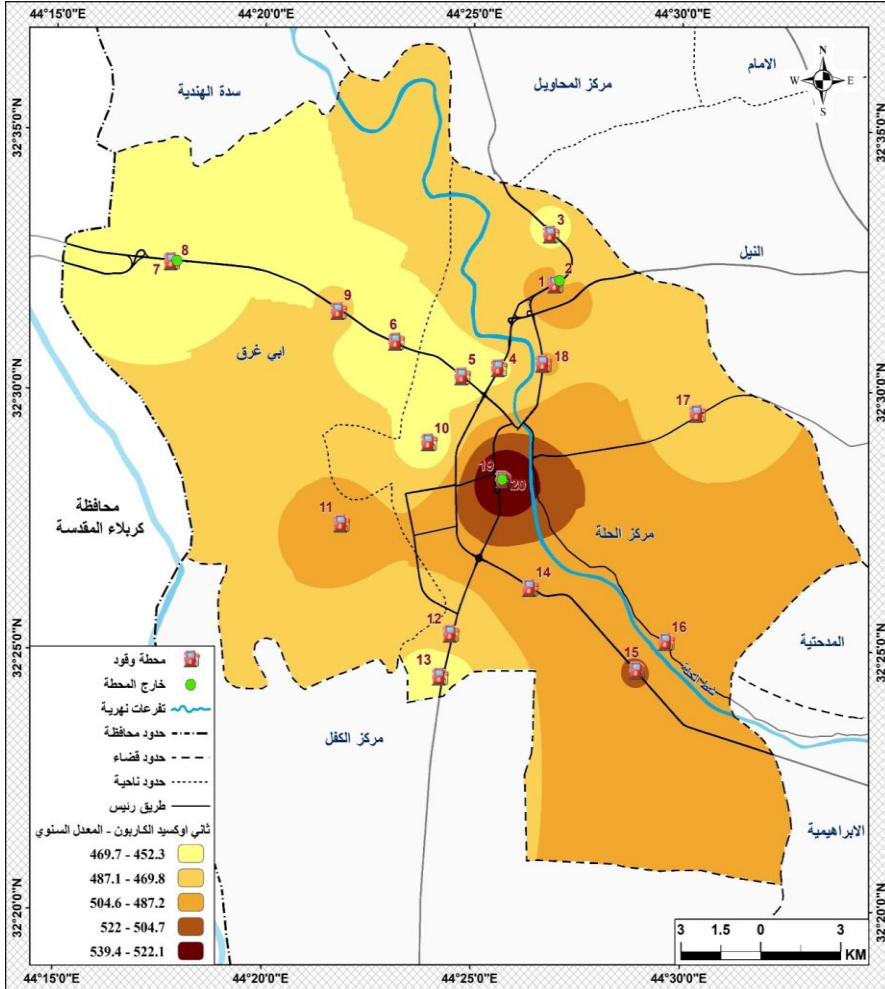 44°15'0"E
44°20'0"E
44°25'0"E
44°30'0"E
32°35'0"N
32°35'0"N
32°30'0"N
32°30'0"N
32°25'0"N
32°25'0"N
32°20'0"N
32°20'0"N
N
W E
S
الامام
مركز المحاويل
سدة الهندية
3
النيل
2
1
8
7
9
6
ابي غرق
5
4
18
17
10
19
20
محافظة
كربلاء المقدسة
11
مركز الحلة
14
12
16
المدحتية
13
15
مركز الكفل
الابراهيمية
محطة وقود
خارج المحطة
تفرعات نهرية
حدود محافظة
حدود قضاء
حدود ناحية
طريق رئيس
ثاني اوكسيد الكاربون - المعدل السنوي
469.7 - 452.3
487.1 - 469.8
504.6 - 487.2
522 - 504.7
539.4 - 522.1
3 1.5 0 3
KM
44°15'0"E
44°20'0"E
44°25'0"E
44°30'0"E